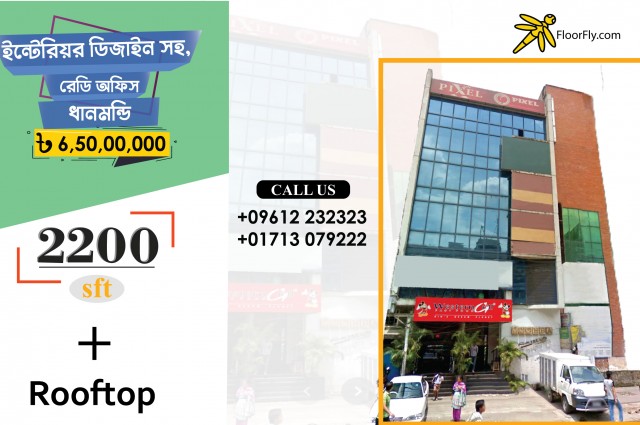 ইন্টেরিয়র ডিজাইন সহ,
রেডি অফিস
ধানমন্ডি
৳ 6,50,00,000
2200
sft
+
Rooftop
CALL US
+09612 232323
+01713 079222
FloorFly.com
PIXEL
PIXEL